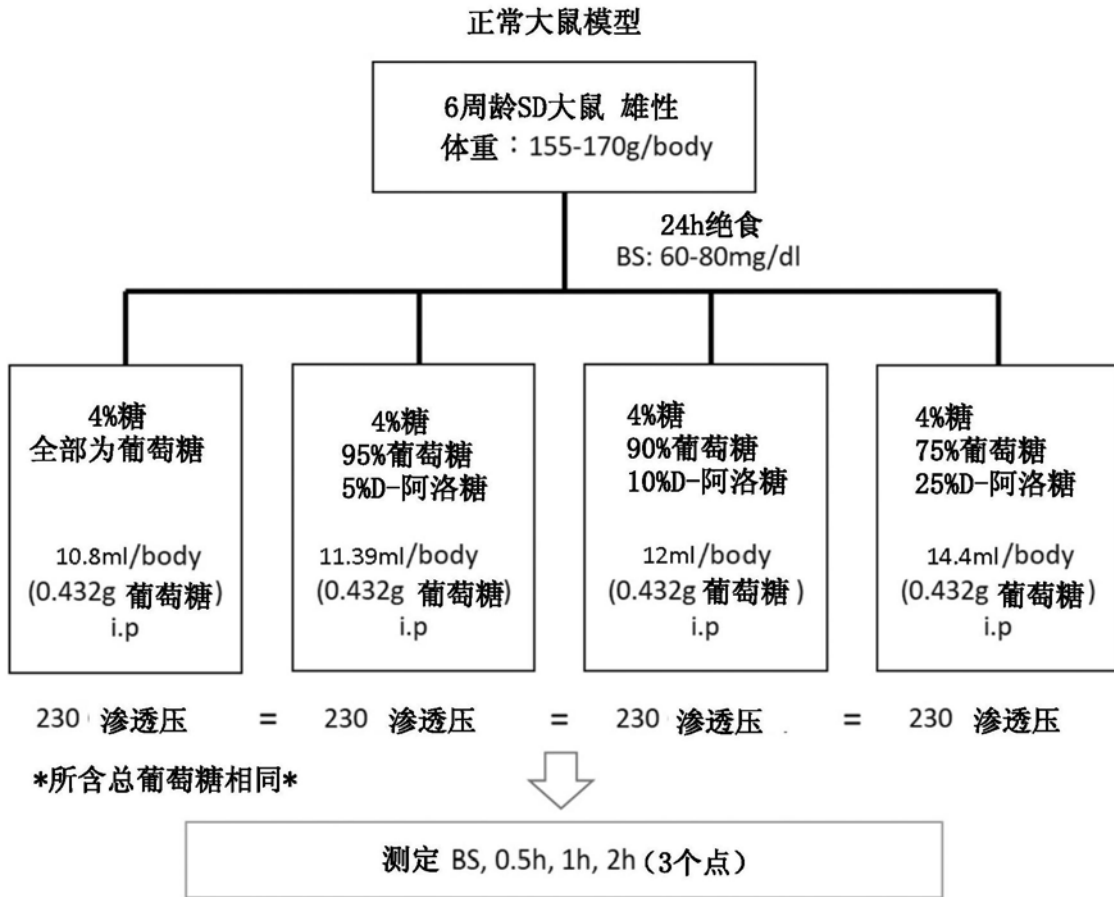 正常大鼠模型
6周龄SD大鼠 雄性
体重：155-170g/body
24h绝食
BS: 60-80mg/dl
4%糖
全部为葡萄糖
10.8ml/body
(0.432g 葡萄糖)
i.p
4%糖
95%葡萄糖
5%D-阿洛糖
11.39ml/body
(0.432g 葡萄糖)
i.p
4%糖
90%葡萄糖
10%D-阿洛糖
12ml/body
(0.432g 葡萄糖)
i.p
4%糖
75%葡萄糖
25%D-阿洛糖
14.4ml/body
(0.432g 葡萄糖)
i.p
230 渗透压 = 230 渗透压 = 230 渗透压 = 230 渗透压
*所含总葡萄糖相同*
测定 BS, 0.5h, 1h, 2h (3个点)